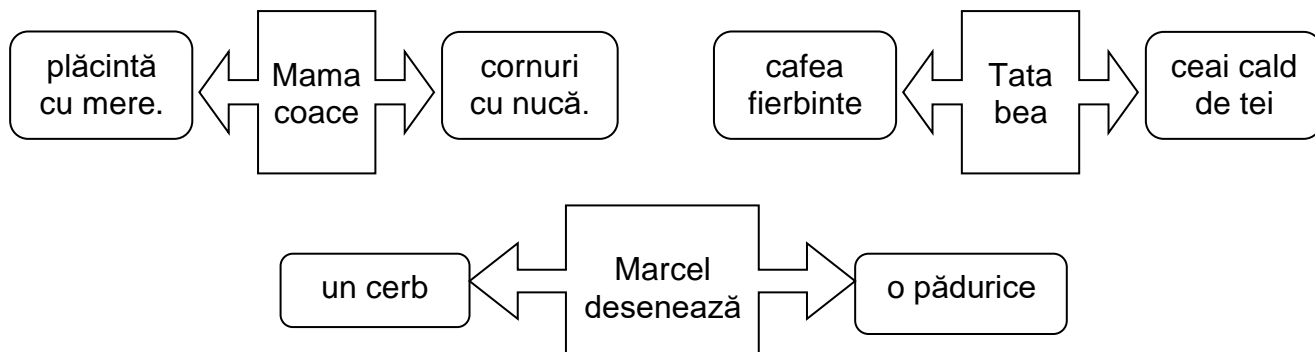 plăcintă
cu mere.
Mama
coace
cornuri
cu nucă.
cafea
fierbinte
Tata
bea
ceai cald
de tei
un cerb
Marcel
desenează
o pădurice